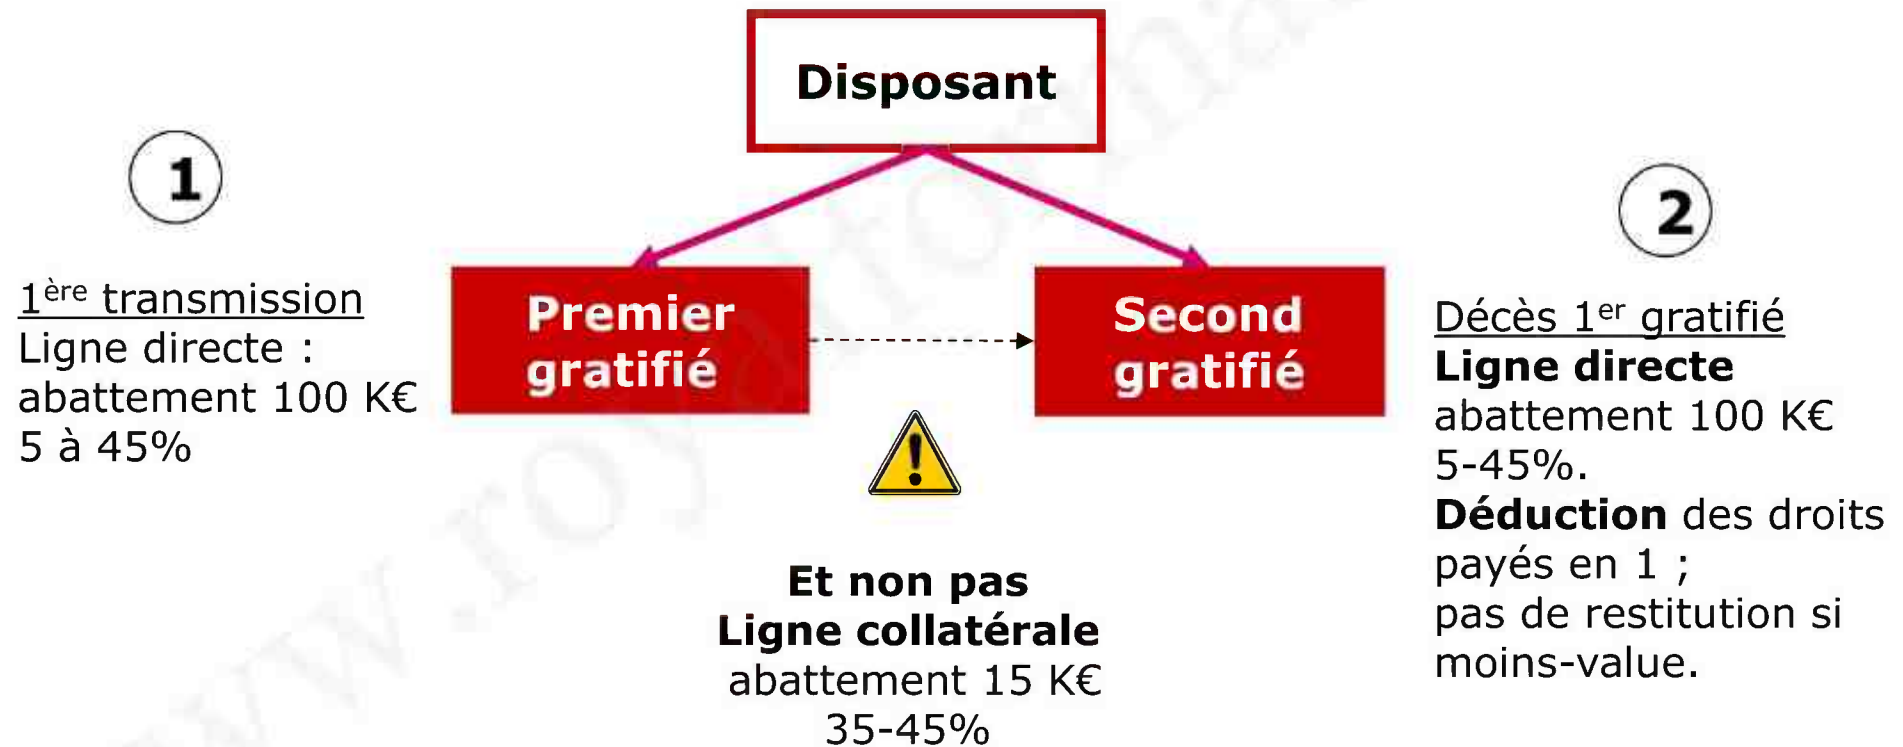 Disposant
1
1ère transmission
Ligne directe :
abattement 100 K€
5 à 45%
Premier
gratifié
Second
gratifié
2
Décès 1er gratifié
Ligne directe
abattement 100 K€
5-45%.
Déduction des droits
payés en 1 ;
pas de restitution si
moins-value.
Et non pas
Ligne collatérale
abattement 15 K€
35-45%